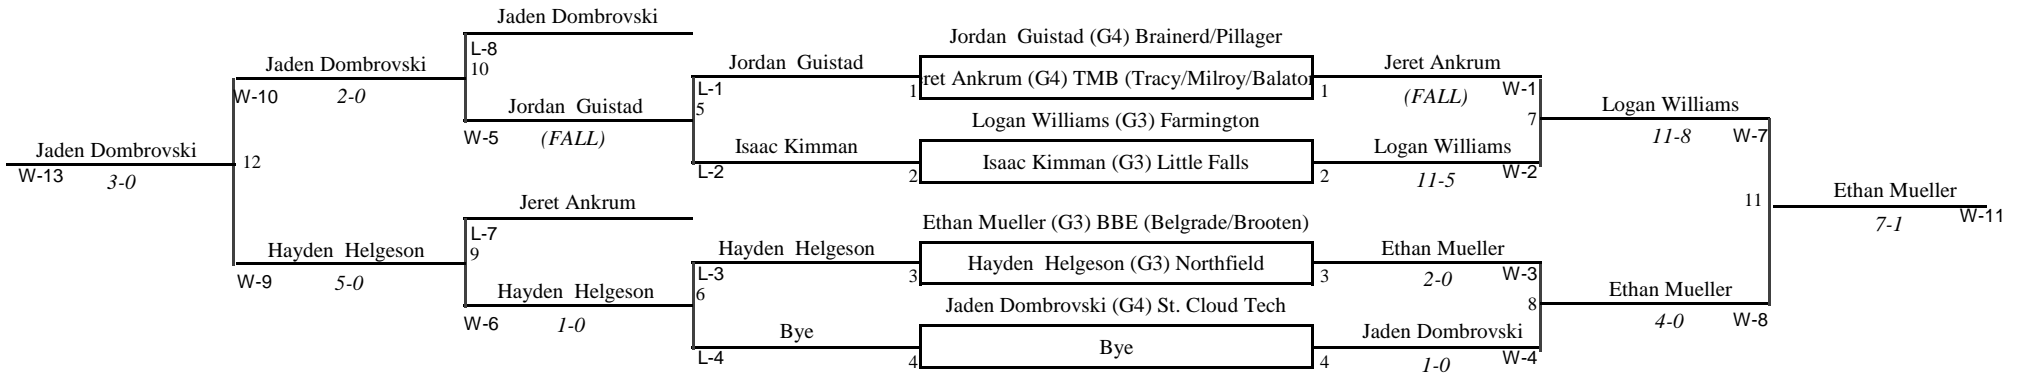 Jaden Dombrovski
Jordan Guistad (G4) Brainerd/Pillager
L-8
10
Jaden Dombrovski
W-10
2-0
Jordan Guistad
L-1
1
ret Ankrum (G4) TMB (Tracy/Milroy/Balato
1
Jeret Ankrum
(FALL)
W-1
5
Jordan Guistad
W-5
(FALL)
Logan Williams (G3) Farmington
7
Logan Williams
11-8
W-7
Jaden Dombrovski
W-13
3-0
12
Isaac Kimman
L-2
2
Isaac Kimman (G3) Little Falls
2
Logan Williams
11-5
W-2
Jeret Ankrum
L-7
9
Ethan Mueller (G3) BBE (Belgrade/Brooten)
11
Ethan Mueller
7-1
W-11
Hayden Helgeson
W-9
5-0
Hayden Helgeson
L-3
3
Hayden Helgeson (G3) Northfield
3
Ethan Mueller
2-0
W-3
6
Hayden Helgeson
W-6
1-0
Jaden Dombrovski (G4) St. Cloud Tech
8
Ethan Mueller
4-0
W-8
Bye
L-4
4
Bye
4
Jaden Dombrovski
1-0
W-4